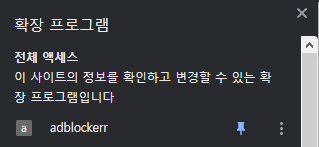 확장 프로그램
전체 액세스
이 사이트의 정보를 확인하고 변경할 수 있는 확
장 프로그램입니다
a adblockerr